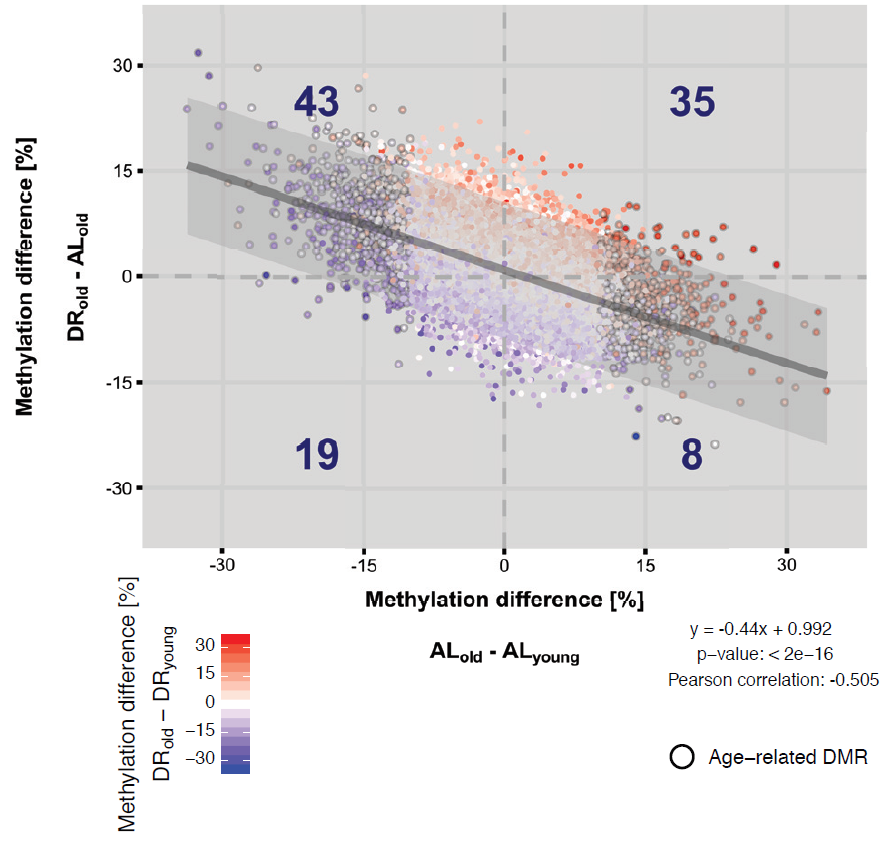 Methylation difference [%]
DRold - ALold
30
15
0
-15
-30
43
35
19
8
-30
-15
0
15
30
Methylation difference [%]
ALold - ALyoung
Methylation difference [%]
DRold – DRyoung
30
15
0
−15
−30
y = -0.44x + 0.992
p−value: < 2e−16
Pearson correlation: -0.505
Age−related DMR